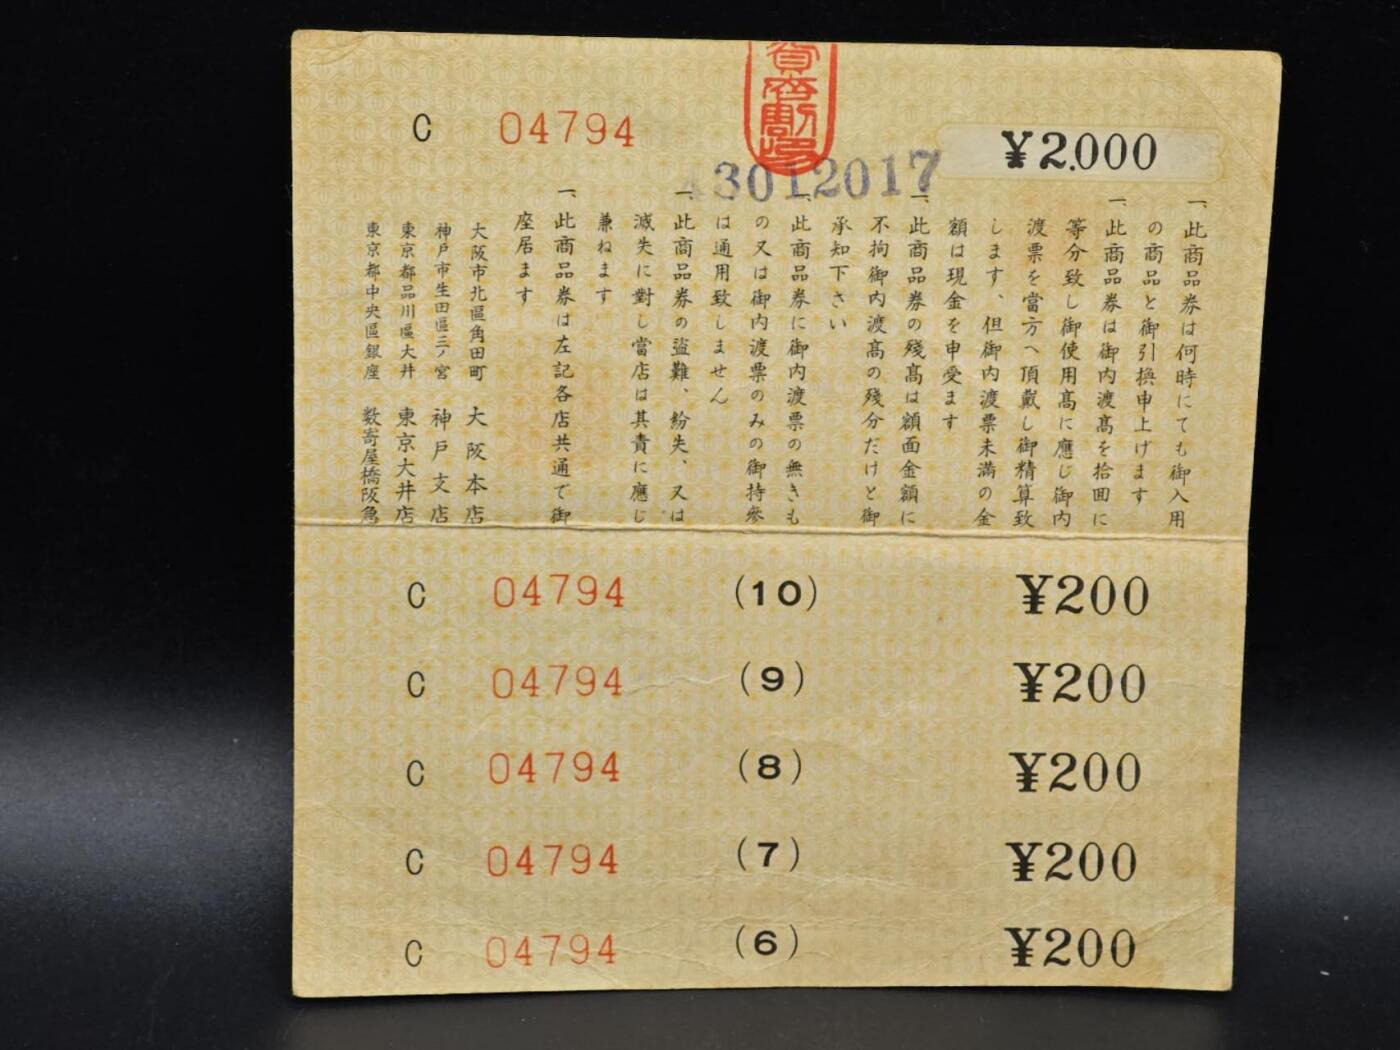 C 04794
¥2.000
43012017
一、此商品券は何時にても御入用
の商品と御引換申上げます
一、此商品券は御内渡高を拾囬に
等分致し御使用髙に應じ御内
渡票を當方へ頂戴し御精算致
します、但御内渡票未満の金
額は現金を申受ます
一、此商品券の殘髙は額面金額に
不拘御内渡髙の殘分だけと御
承知下さい
一、此商品券に御内渡票の無きも
の又は御内渡票のみの御持參
は通用致しません
一、此商品券の盜難、紛失、又は
滅失に對し當店は其責に應じ
兼ねます
一、此商品券は左記各店共通で御
座居ます
大阪市北區角田町 大阪本店
神戸市生田區三ノ宮 神戸支店
東京都品川區大井 東京大井店
東京都中央區銀座 数寄屋橋阪急
C 04794 (10) ¥200
C 04794 (9) ¥200
C 04794 (8) ¥200
C 04794 (7) ¥200
C 04794 (6) ¥200